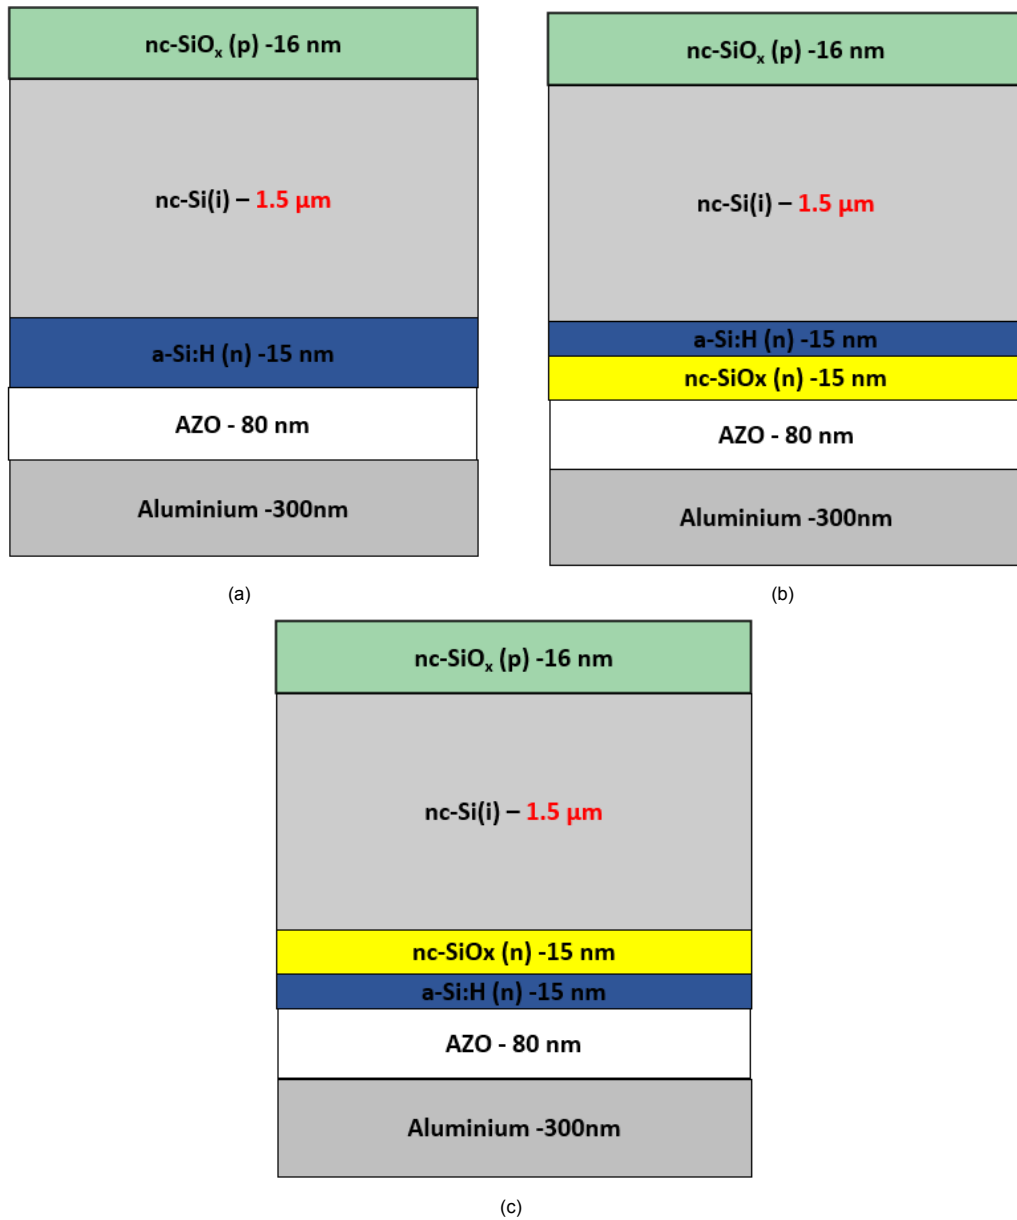 nc-SiOₓ (p) -16 nm
nc-Si(i) – 1.5 µm
a-Si:H (n) -15 nm
AZO - 80 nm
Aluminium -300nm
(a)
nc-SiOₓ (p) -16 nm
nc-Si(i) – 1.5 µm
a-Si:H (n) -15 nm
nc-SiOx (n) -15 nm
AZO - 80 nm
Aluminium -300nm
(b)
nc-SiOₓ (p) -16 nm
nc-Si(i) – 1.5 µm
nc-SiOx (n) -15 nm
a-Si:H (n) -15 nm
AZO - 80 nm
Aluminium -300nm
(c)